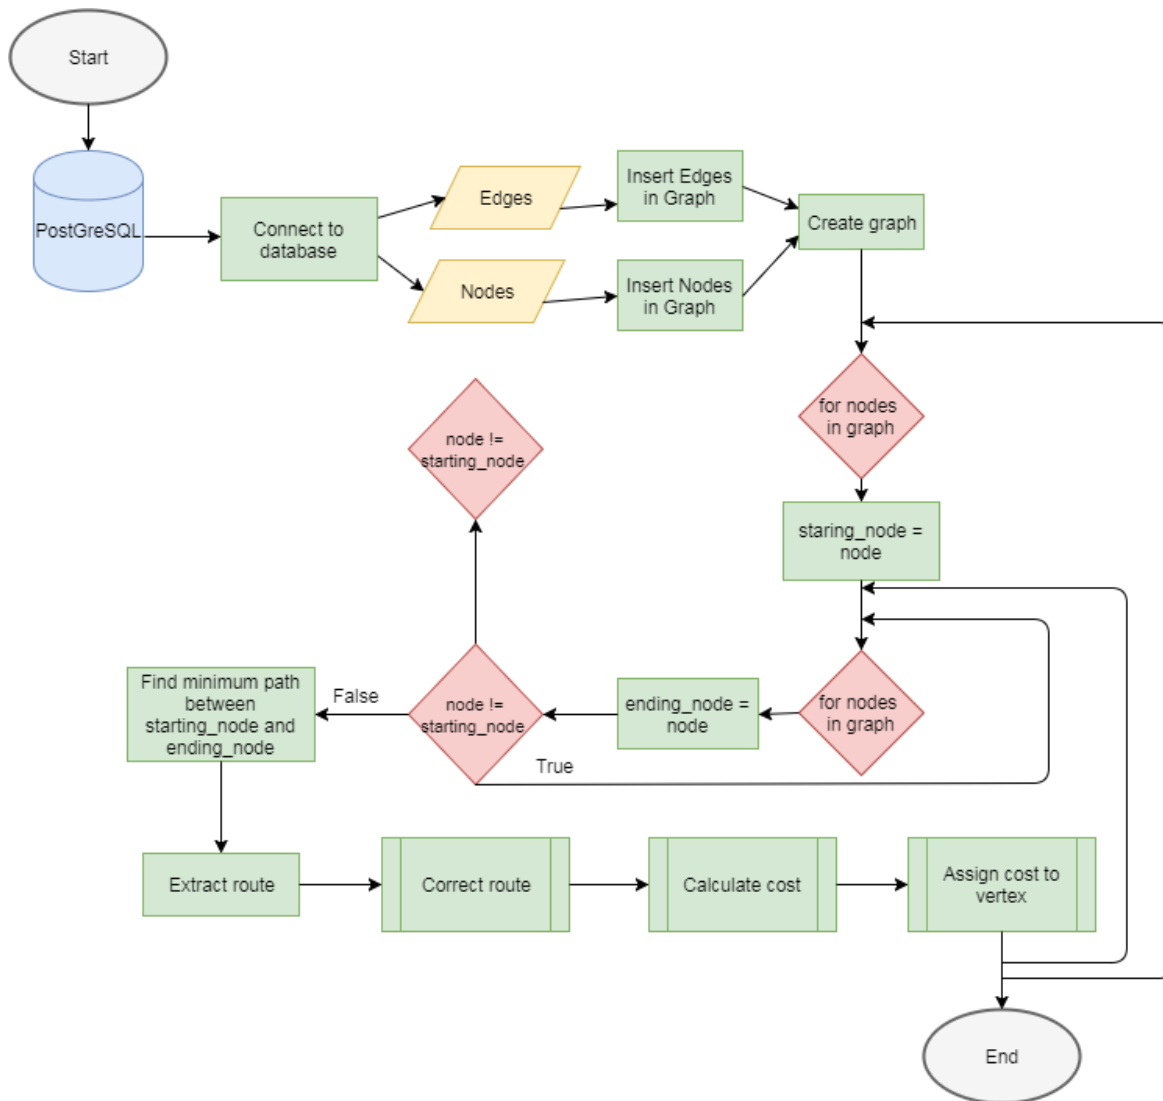 Start
PostGreSQL
Connect to
database
Edges
Nodes
Insert Edges
in Graph
Insert Nodes
in Graph
Create graph
for nodes
in graph
staring_node =
node
for nodes
in graph
ending_node =
node
node !=
starting_node
node !=
starting_node
True
False
Find minimum path
between
starting_node and
ending_node
Extract route
Correct route
Calculate cost
Assign cost to
vertex
End